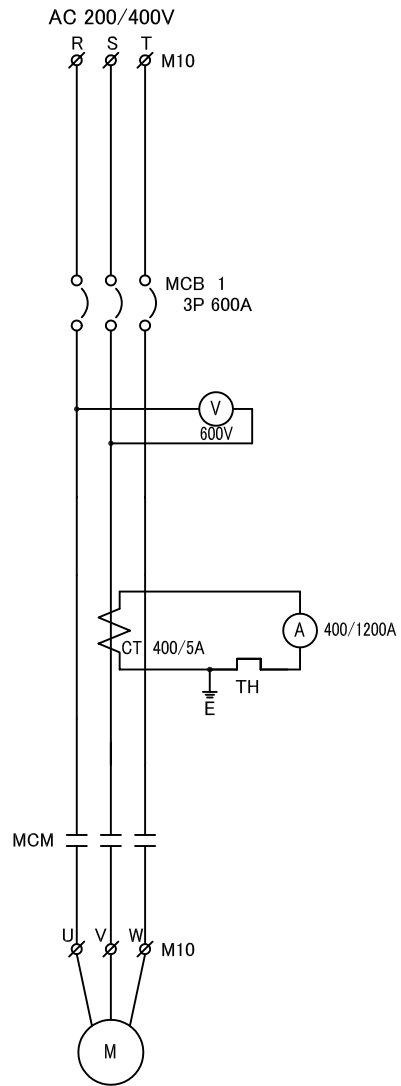 AC 200/400V
R S T
M10
MCB 1
3P 600A
V
600V
CT 400/5A
A 400/1200A
TH
E
MCM
U V W
M10
M